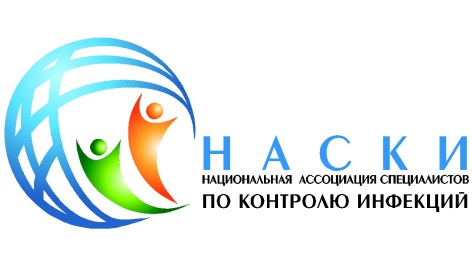 НАСКИ
НАЦИОНАЛЬНАЯ АССОЦИАЦИЯ СПЕЦИАЛИСТОВ
ПО КОНТРОЛЮ ИНФЕКЦИЙ